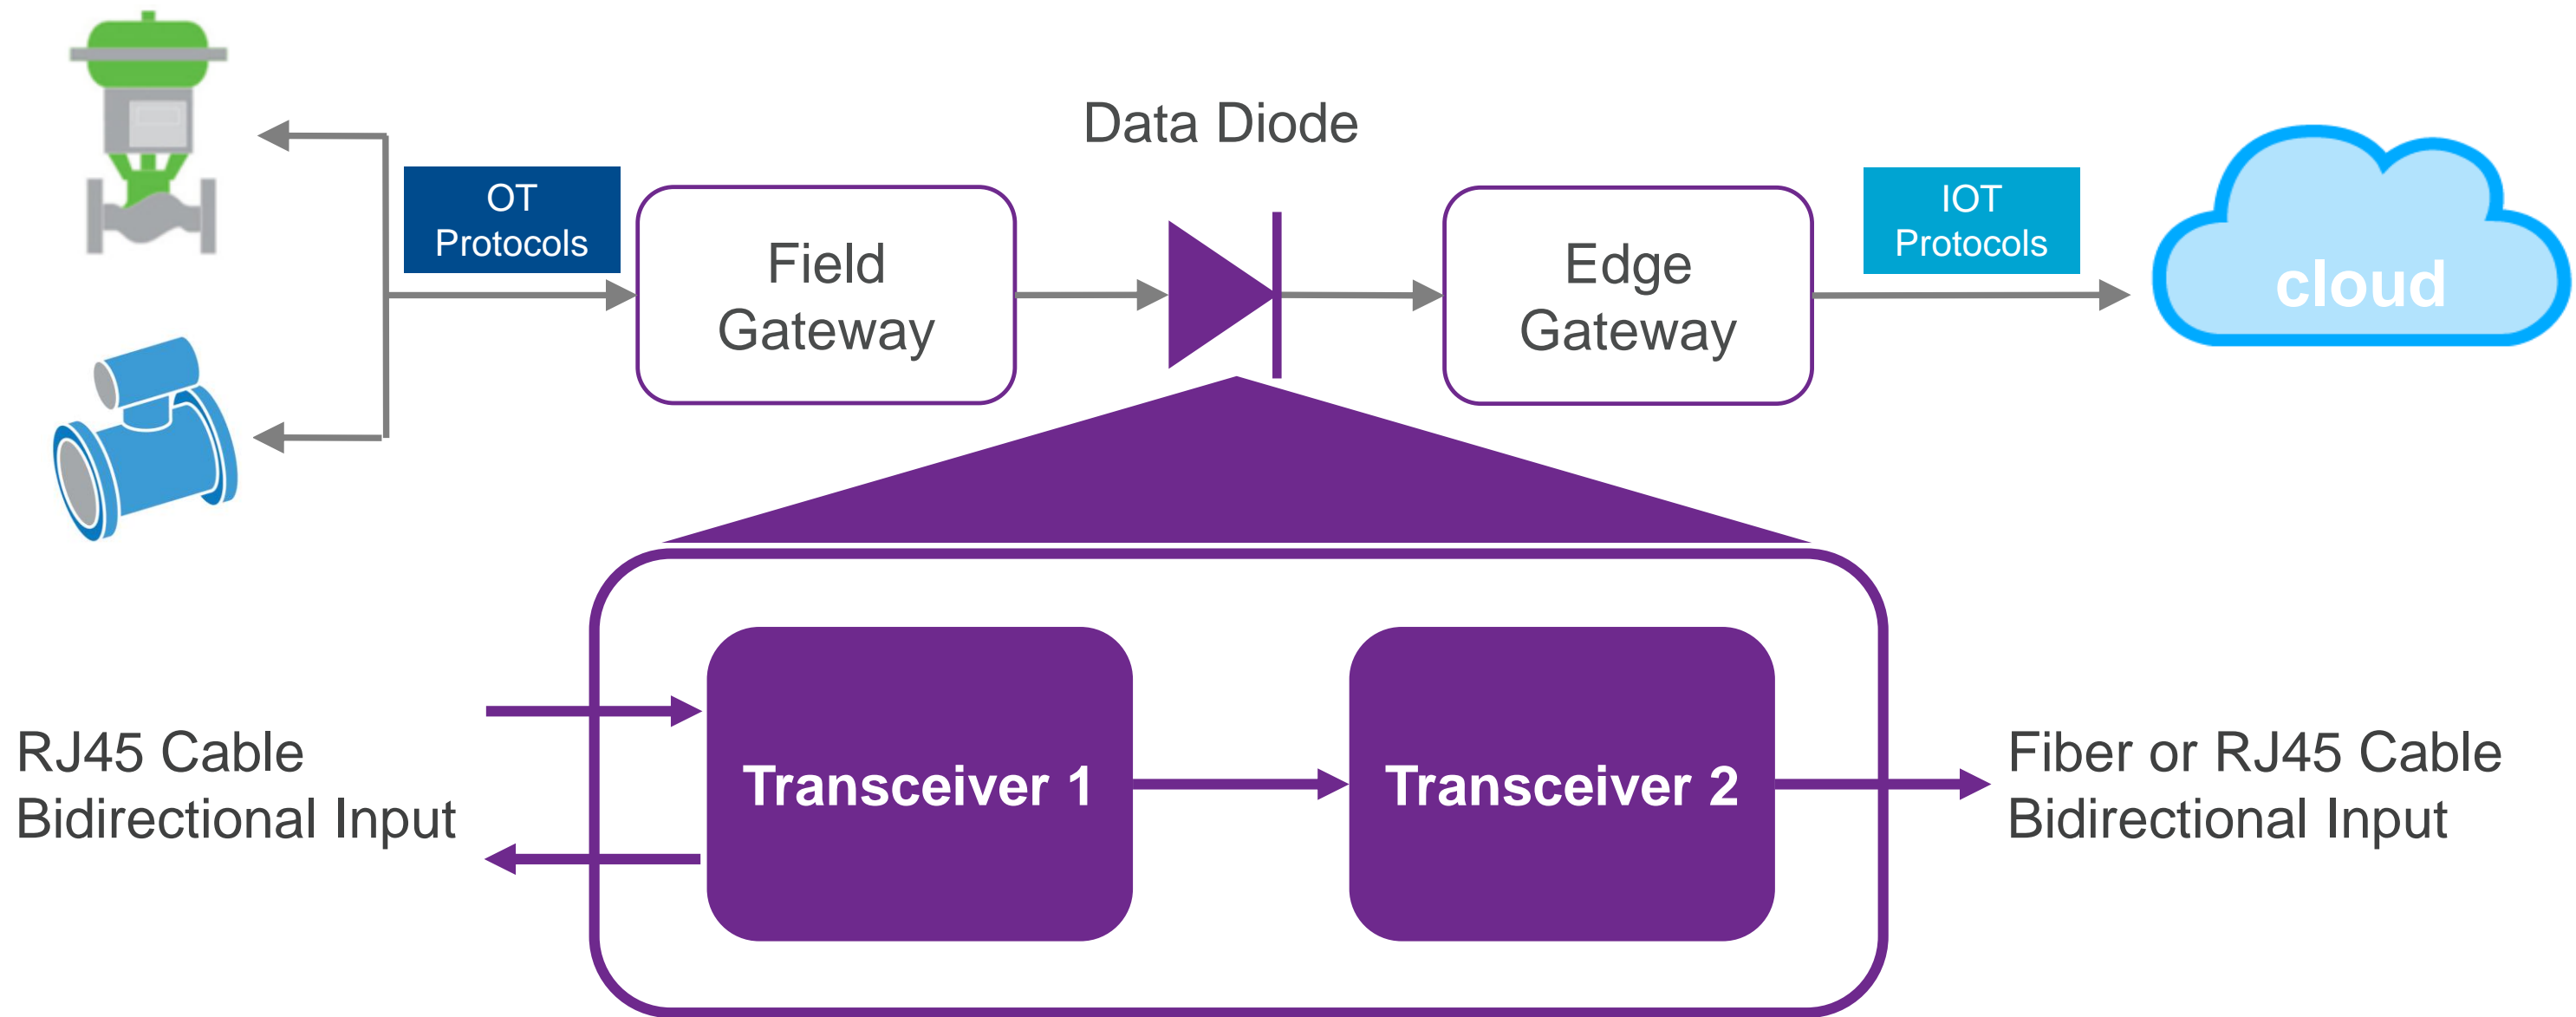 Data Diode
OT
Protocols
Field
Gateway
Edge
Gateway
IOT
Protocols
cloud
RJ45 Cable
Bidirectional Input
Transceiver 1
Transceiver 2
Fiber or RJ45 Cable
Bidirectional Input